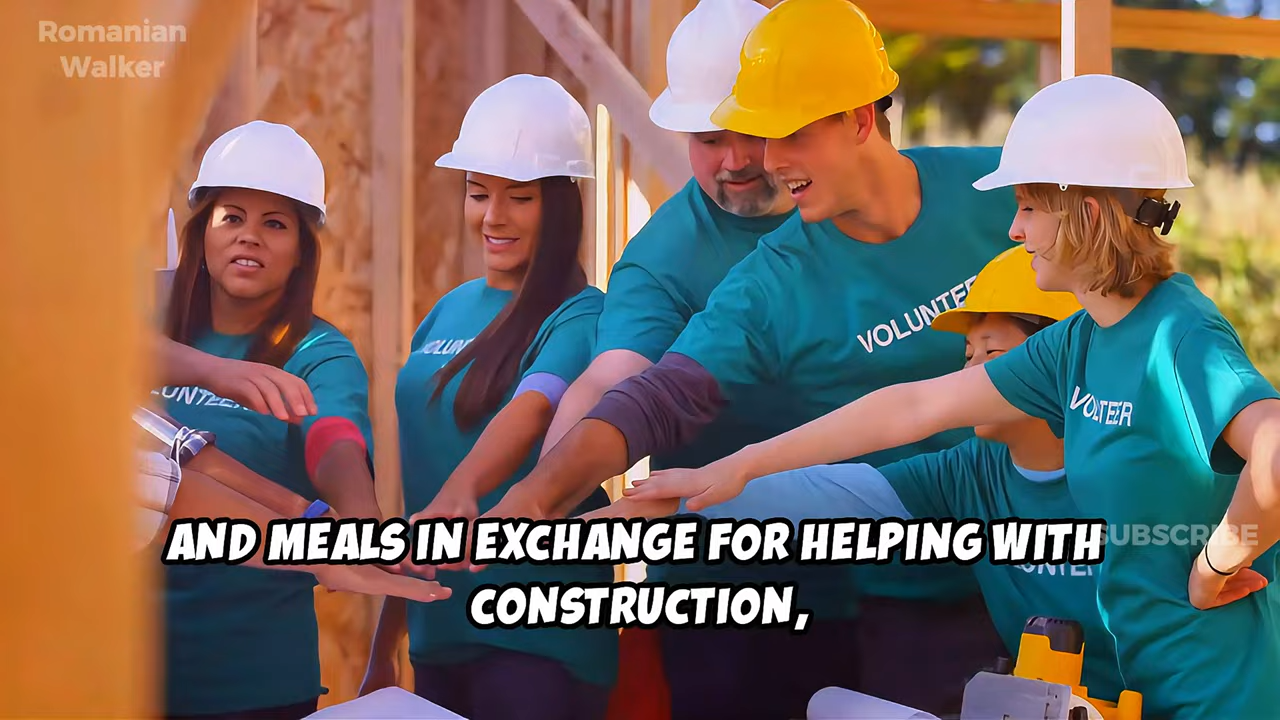 Romanian
Walker
VOLUNTEER
VOLUNTEER
AND MEALS IN EXCHANGE FOR HELPING WITH
CONSTRUCTION,
SUBSCRIBE